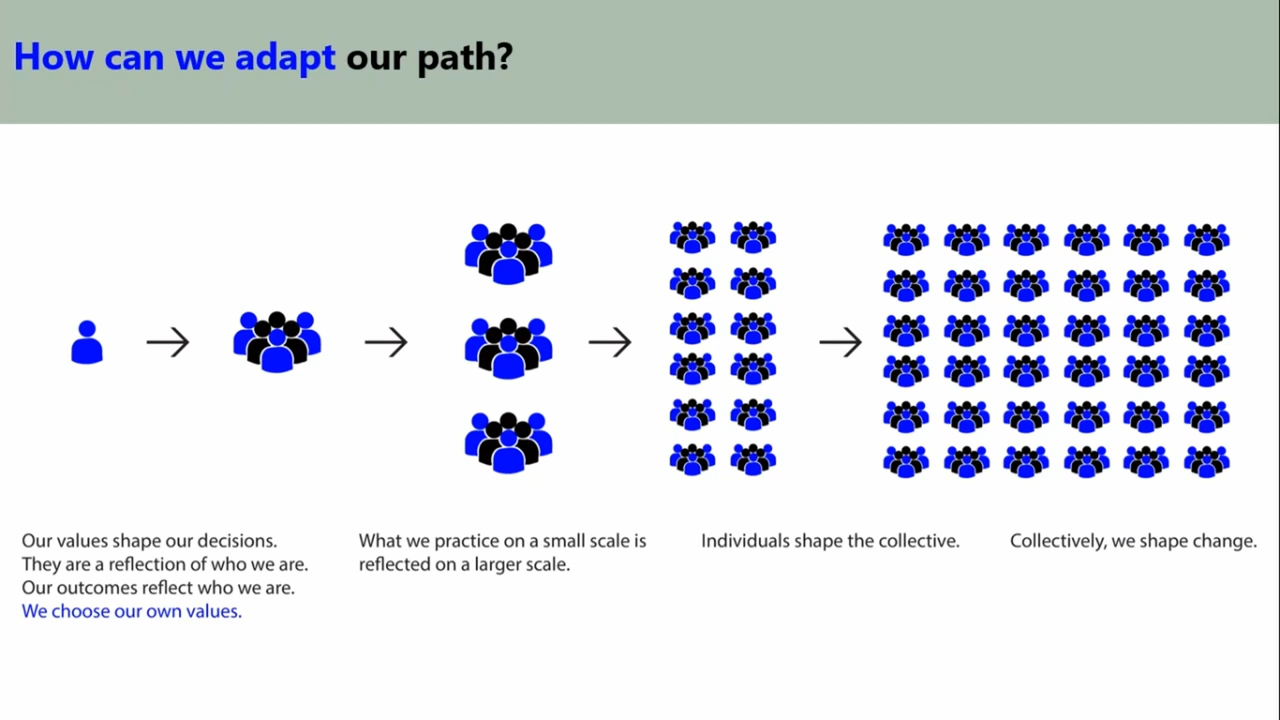 How can we adapt our path?
Our values shape our decisions.
They are a reflection of who we are.
Our outcomes reflect who we are.
We choose our own values.
What we practice on a small scale is
reflected on a larger scale.
Individuals shape the collective.
Collectively, we shape change.